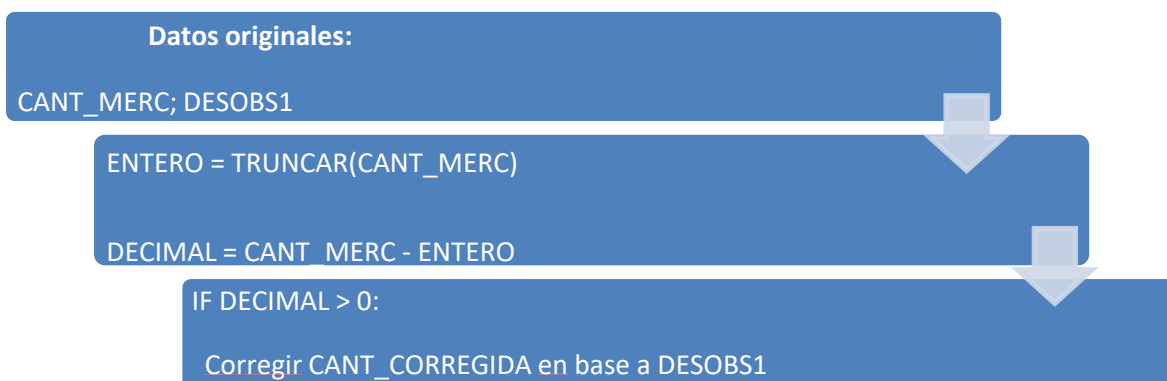 Datos originales:
CANT_MERC; DESOBS1
ENTERO = TRUNCAR(CANT_MERC)
DECIMAL = CANT_MERC - ENTERO
IF DECIMAL > 0:
Corregir CANT_CORREGIDA en base a DESOBS1